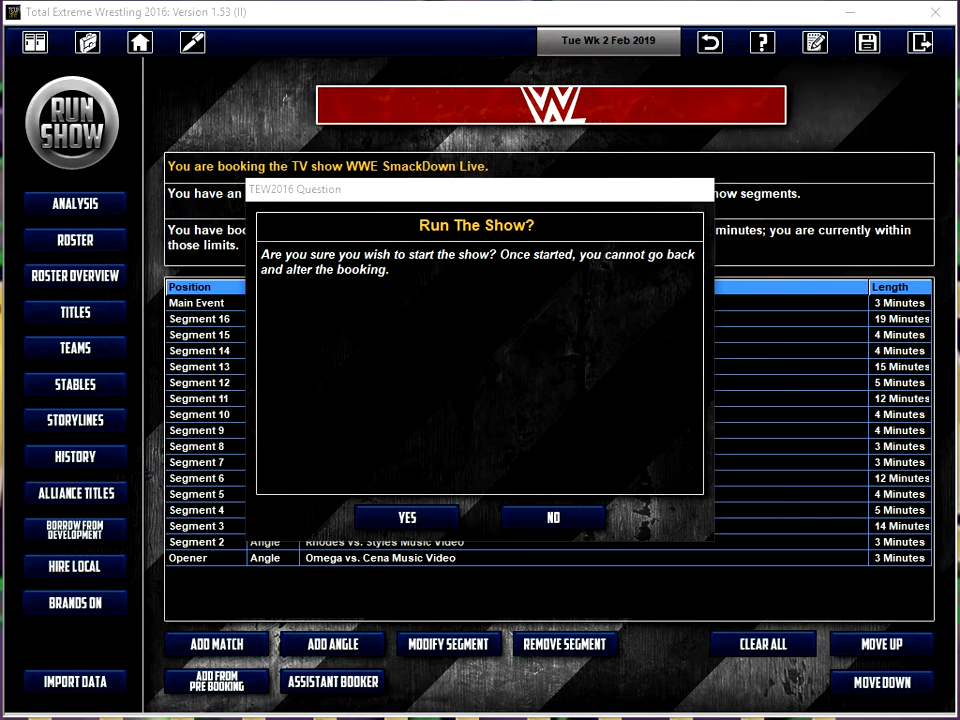 Total Extreme Wrestling 2016: Version 1.53 (II)
Tue Wk 2 Feb 2019
RUN
SHOW
You are booking the TV show WWE SmackDown Live.
You have an
ow segments.
You have boo
minutes; you are currently within
those limits.
TEW2016 Question
Run The Show?
Are you sure you wish to start the show? Once started, you cannot go back
and alter the booking.
YES
NO
ANALYSIS
ROSTER
ROSTER OVERVIEW
TITLES
TEAMS
STABLES
STORYLINES
HISTORY
ALLIANCE TITLES
BORROW FROM
DEVELOPMENT
HIRE LOCAL
BRANDS ON
IMPORT DATA
Position Length
Main Event 3 Minutes
Segment 16 19 Minutes
Segment 15 4 Minutes
Segment 14 4 Minutes
Segment 13 15 Minutes
Segment 12 5 Minutes
Segment 11 12 Minutes
Segment 10 4 Minutes
Segment 9 4 Minutes
Segment 8 3 Minutes
Segment 7 3 Minutes
Segment 6 12 Minutes
Segment 5 4 Minutes
Segment 4 5 Minutes
Segment 3 14 Minutes
Segment 2 Angle Rhodes vs. Styles Music Video 3 Minutes
Opener Angle Omega vs. Cena Music Video 3 Minutes
ADD MATCH
ADD ANGLE
MODIFY SEGMENT
REMOVE SEGMENT
CLEAR ALL
MOVE UP
ADD FROM
PRE BOOKING
ASSISTANT BOOKER
MOVE DOWN